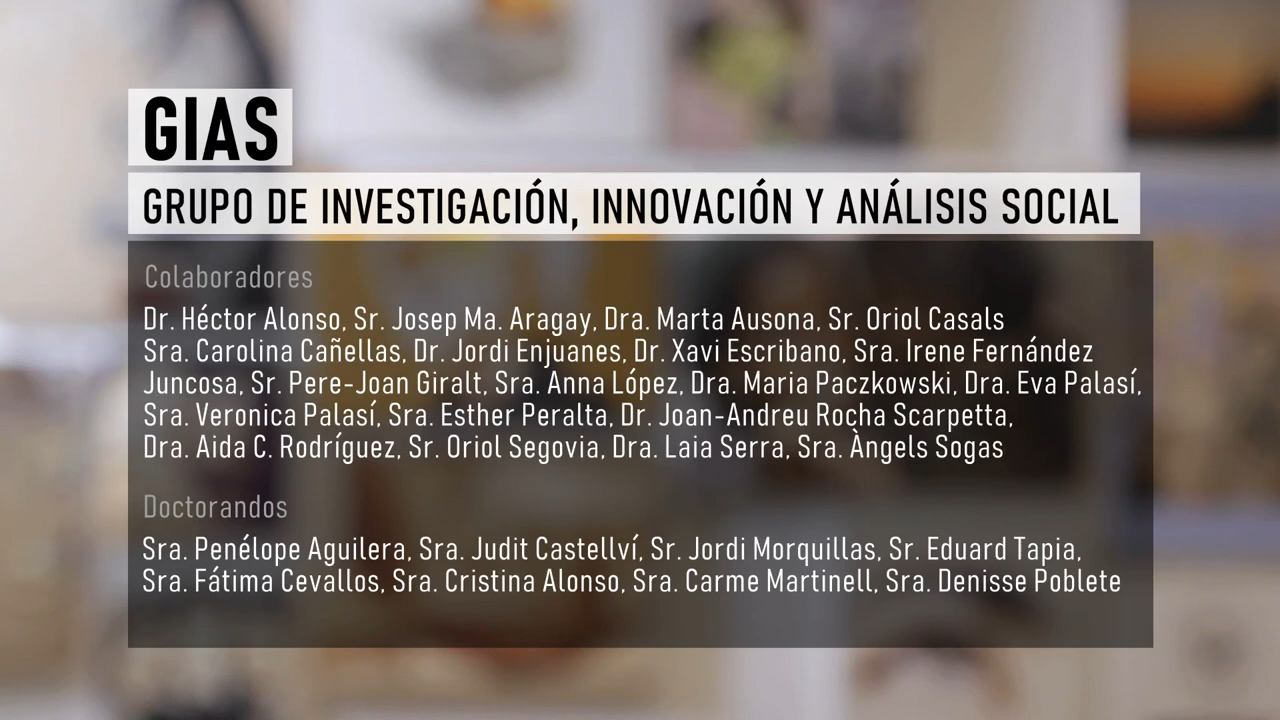 GIAS
GRUPO DE INVESTIGACIÓN, INNOVACIÓN Y ANÁLISIS SOCIAL
Colaboradores
Dr. Héctor Alonso, Sr. Josep Ma. Aragay, Dra. Marta Ausona, Sr. Oriol Casals
Sra. Carolina Cañellas, Dr. Jordi Enjuanes, Dr. Xavi Escribano, Sra. Irene Fernández
Juncosa, Sr. Pere-Joan Giralt, Sra. Anna López, Dra. Maria Paczkowski, Dra. Eva Palasí,
Sra. Veronica Palasí, Sra. Esther Peralta, Dr. Joan-Andreu Rocha Scarpetta,
Dra. Aida C. Rodríguez, Sr. Oriol Segovia, Dra. Laia Serra, Sra. Àngels Sogas
Doctorandos
Sra. Penélope Aguilera, Sra. Judit Castellví, Sr. Jordi Morquillas, Sr. Eduard Tapia,
Sra. Fátima Cevallos, Sra. Cristina Alonso, Sra. Carme Martinell, Sra. Denisse Poblete